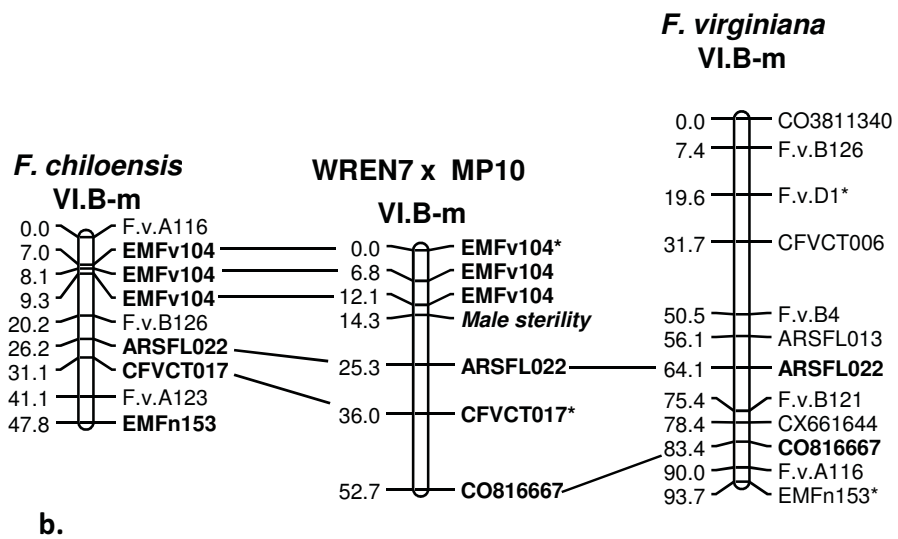 F. chiloensis
VI.B-m
0.0 F.v.A116
7.0 EMFv104
8.1 EMFv104
9.3 EMFv104
20.2 F.v.B126
26.2 ARSFL022
31.1 CFVCT017
41.1 F.v.A123
47.8 EMFn153
WREN7 x MP10
VI.B-m
0.0 EMFv104*
6.8 EMFv104
12.1 EMFv104
14.3 Male sterility
25.3 ARSFL022
36.0 CFVCT017*
52.7 CO816667
F. virginiana
VI.B-m
0.0 CO3811340
7.4 F.v.B126
19.6 F.v.D1*
31.7 CFVCT006
50.5 F.v.B4
56.1 ARSFL013
64.1 ARSFL022
75.4 F.v.B121
78.4 CX661644
83.4 CO816667
90.0 F.v.A116
93.7 EMFn153*
b.